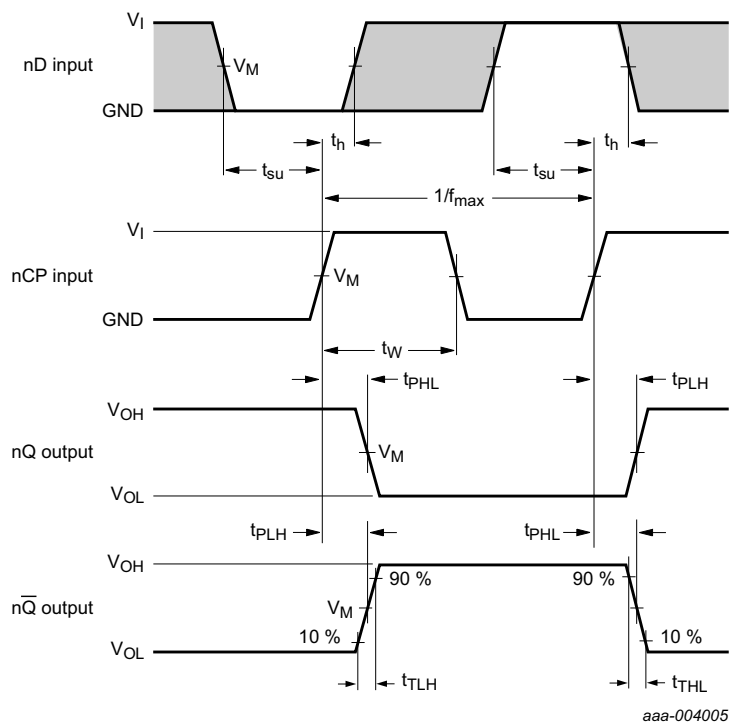 V_I
nD input
V_M
GND
t_h
t_h
t_su
t_su
1/f_max
V_I
nCP input
V_M
GND
t_W
t_PHL
t_PLH
V_OH
nQ output
V_M
V_OL
t_PLH
t_PHL
V_OH
90 %
90 %
nQ̅ output
V_M
10 %
10 %
V_OL
t_TLH
t_THL
aaa-004005